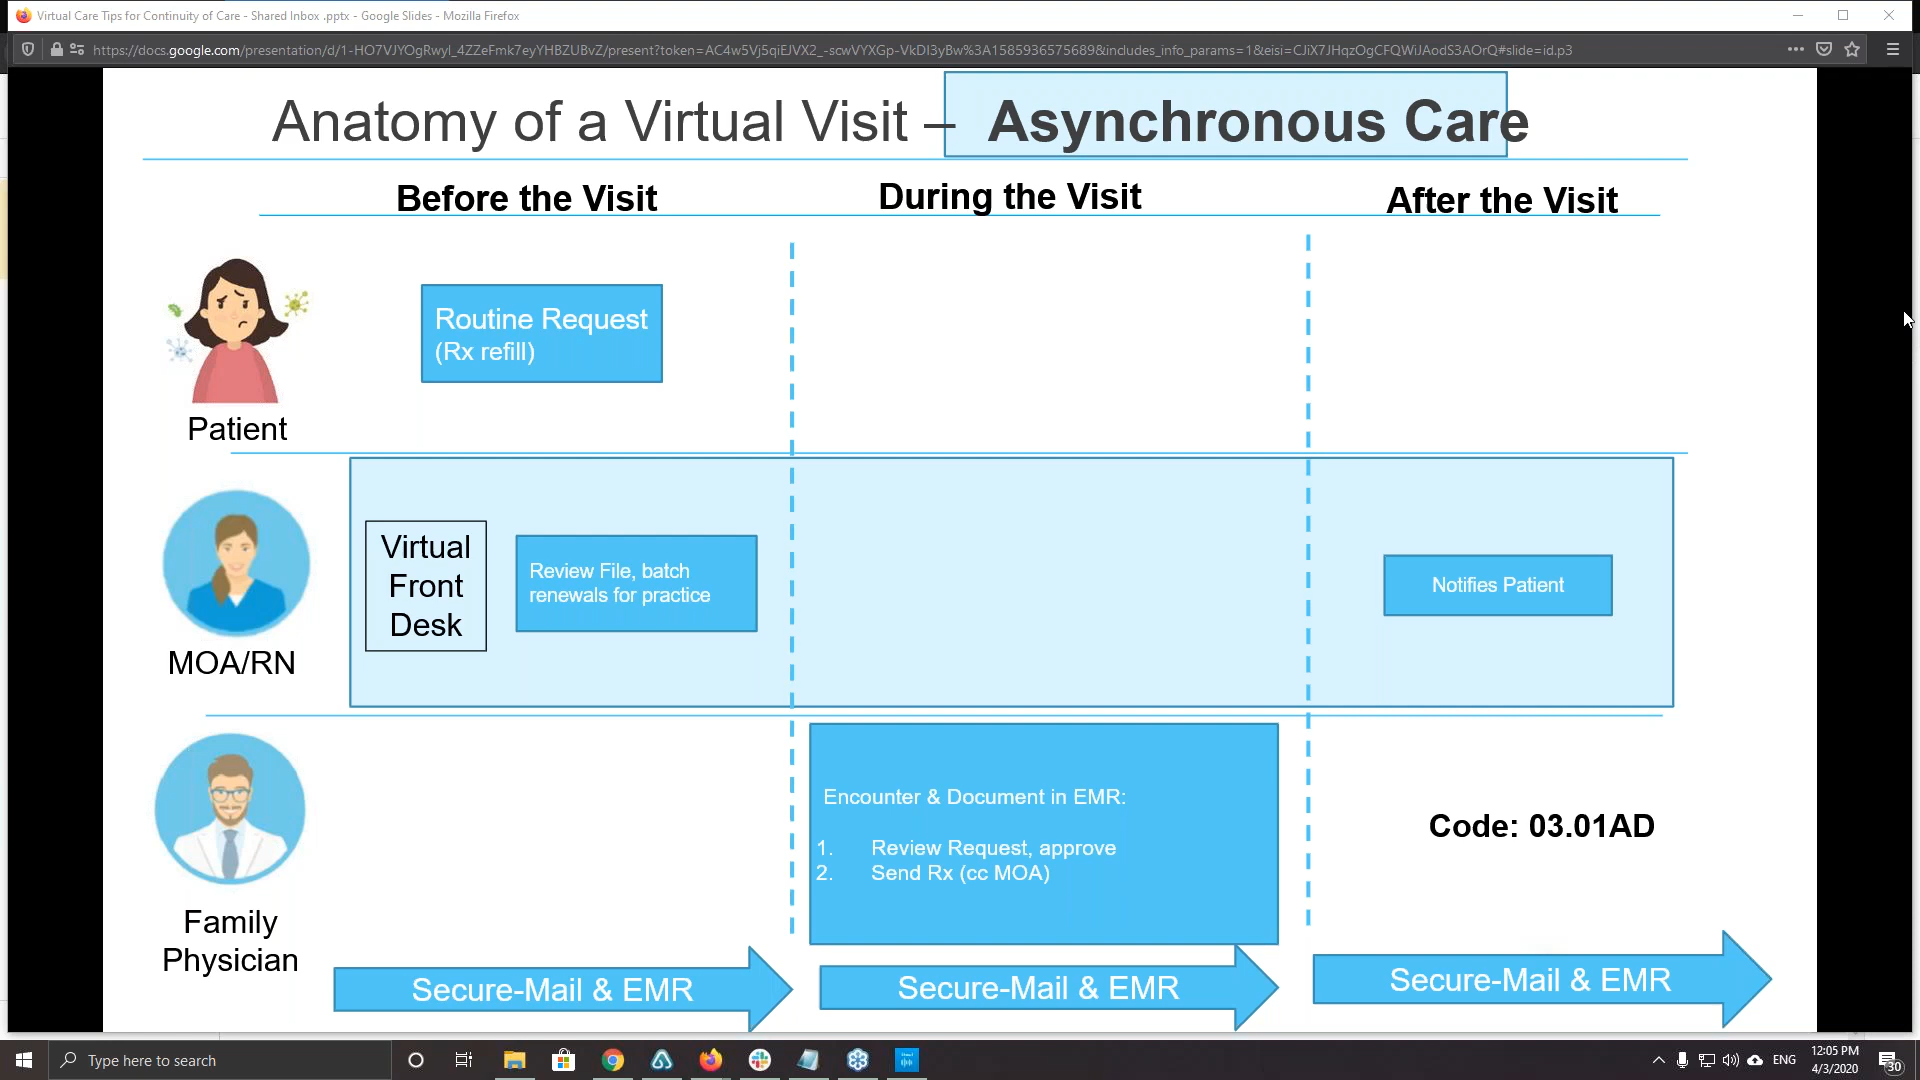 Virtual Care Tips for Continuity of Care - Shared Inbox .pptx - Google Slides - Mozilla Firefox
https://docs.google.com/presentation/d/1-HO7VJYOgRwyl_4ZZeFmk7eyYHBZUBvZ/present?token=AC4w5Vj5qiEJVX2_-scwVYXGp-VkDI3yBw%3A1585936575689&includes_info_params=1&eisi=CJiX7JHqzOgCFQWiJAodS3AOrQ#slide=id.p3
Anatomy of a Virtual Visit – Asynchronous Care
Before the Visit
During the Visit
After the Visit
Routine Request
(Rx refill)
Patient
Virtual
Front
Desk
Review File, batch
renewals for practice
Notifies Patient
MOA/RN
Encounter & Document in EMR:
1. Review Request, approve
2. Send Rx (cc MOA)
Code: 03.01AD
Family
Physician
Secure-Mail & EMR
Secure-Mail & EMR
Secure-Mail & EMR
Type here to search
ENG
12:05 PM
4/3/2020
30